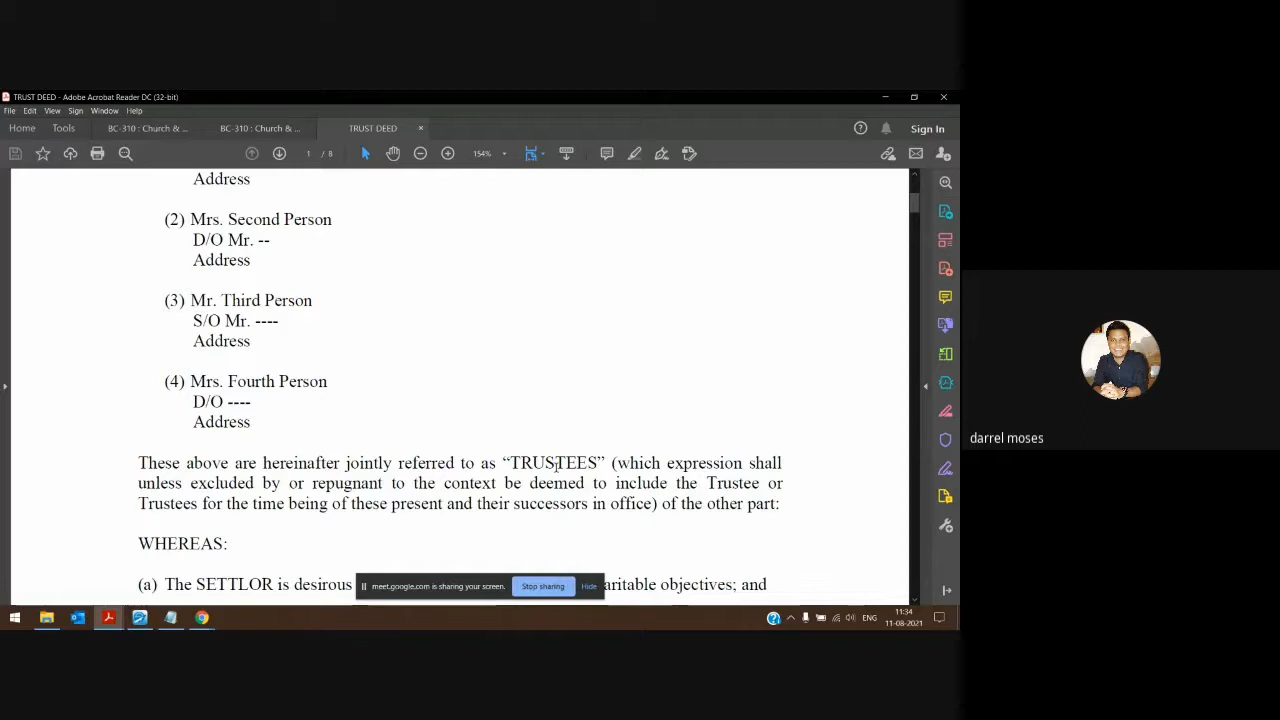 TRUST DEED - Adobe Acrobat Reader DC (32-bit)
File Edit View Sign Window Help
Home Tools BC-310 : Church & ... BC-310 : Church & ... TRUST DEED × Sign In
1 / 8 154%
Address
(2) Mrs. Second Person
D/O Mr. --
Address
(3) Mr. Third Person
S/O Mr. ----
Address
(4) Mrs. Fourth Person
D/O ----
Address
These above are hereinafter jointly referred to as “TRUSTEES” (which expression shall
unless excluded by or repugnant to the context be deemed to include the Trustee or
Trustees for the time being of these present and their successors in office) of the other part:
WHEREAS:
(a) The SETTLOR is desirous aritable objectives; and
meet.google.com is sharing your screen. Stop sharing Hide
ENG 11:34
11-08-2021
darrel moses